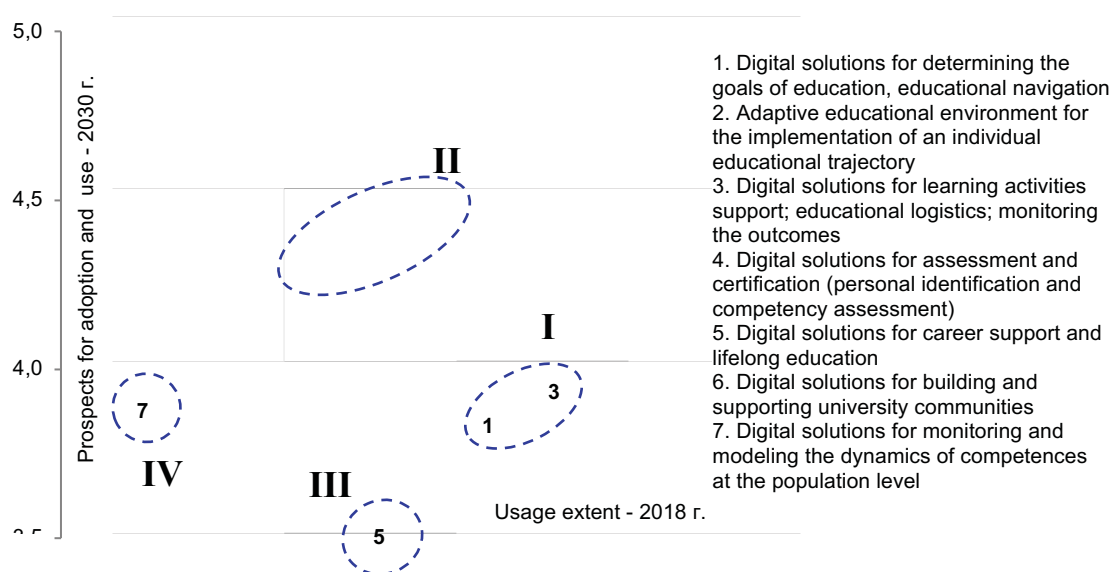 5,0
4,5
4,0
Prospects for adoption and use - 2030 г.
II
I
3
1
7
IV
III
5
Usage extent - 2018 г.
1. Digital solutions for determining the
goals of education, educational navigation
2. Adaptive educational environment for
the implementation of an individual
educational trajectory
3. Digital solutions for learning activities
support; educational logistics; monitoring
the outcomes
4. Digital solutions for assessment and
certification (personal identification and
competency assessment)
5. Digital solutions for career support and
lifelong education
6. Digital solutions for building and
supporting university communities
7. Digital solutions for monitoring and
modeling the dynamics of competences
at the population level